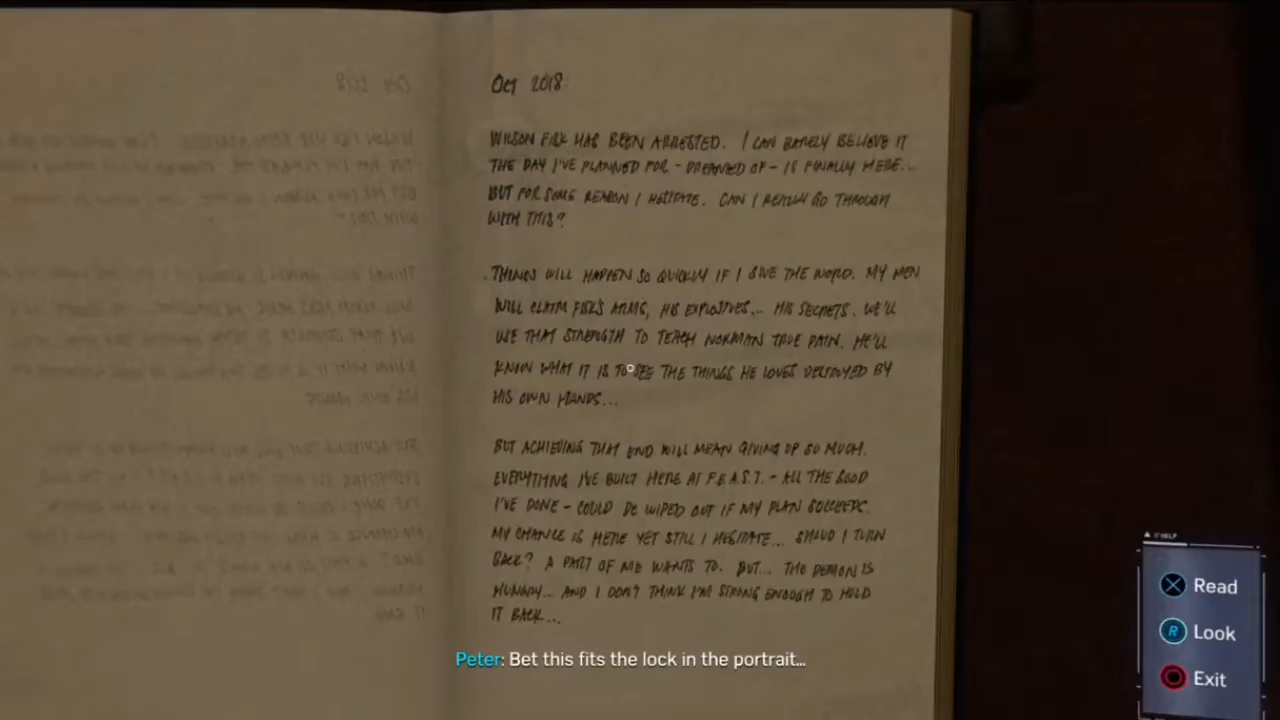 Oct 2018
WILSON FISK HAS BEEN ARRESTED. I CAN BARELY BELIEVE IT
THE DAY I'VE PLANNED FOR - DREAMED OF - IS FINALLY HERE...
BUT FOR SOME REASON I HESITATE. CAN I REALLY GO THROUGH
WITH THIS?
THINGS WILL HAPPEN SO QUICKLY IF I GIVE THE WORD. MY MEN
WILL CLAIM FISK'S ARMS, HIS EXPLOSIVES... HIS SECRETS. WE'LL
USE THAT STRENGTH TO TEACH NORMAN TRUE PAIN. HE'LL
KNOW WHAT IT IS TO SEE THE THINGS HE LOVES DESTROYED BY
HIS OWN HANDS...
BUT ACHIEVING THAT END WILL MEAN GIVING UP SO MUCH.
EVERYTHING I'VE BUILT HERE AT F.E.A.S.T. - ALL THE GOOD
I'VE DONE - COULD BE WIPED OUT IF MY PLAN SUCCEEDS.
MY CHANCE IS HERE YET STILL I HESITATE... SHOULD I TURN
BACK? A PART OF ME WANTS TO. BUT... THE DEMON IS
HUNGRY... AND I DON'T THINK I'M STRONG ENOUGH TO HOLD
IT BACK...
Peter: Bet this fits the lock in the portrait...
HELP
Read
R Look
Exit